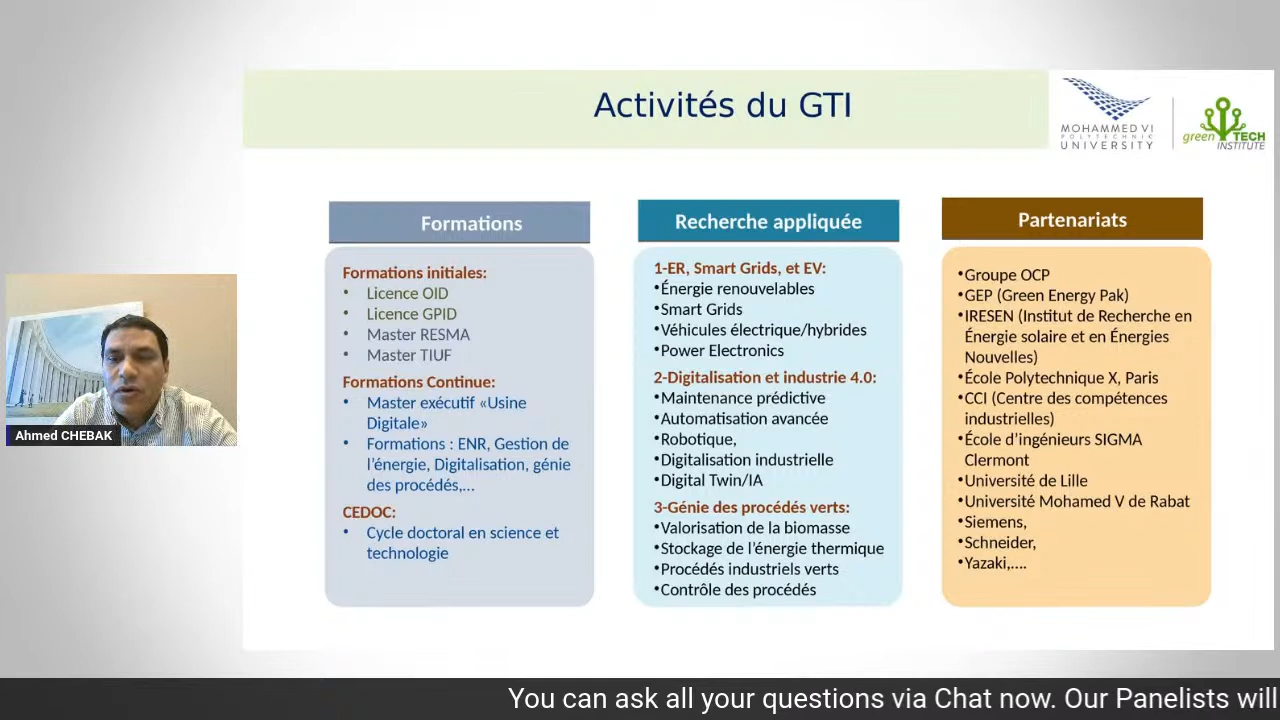 Activités du GTI
MOHAMMED VI
POLYTECHNIC
UNIVERSITY
green TECH
INSTITUTE
Formations
Formations initiales:
• Licence OID
• Licence GPID
• Master RESMA
• Master TIUF
Formations Continue:
• Master exécutif «Usine
Digitale»
• Formations : ENR, Gestion de
l'énergie, Digitalisation, génie
des procédés,...
CEDOC:
• Cycle doctoral en science et
technologie
Recherche appliquée
1-ER, Smart Grids, et EV:
•Énergie renouvelables
•Smart Grids
•Véhicules électrique/hybrides
•Power Electronics
2-Digitalisation et industrie 4.0:
•Maintenance prédictive
•Automatisation avancée
•Robotique,
•Digitalisation industrielle
•Digital Twin/IA
3-Génie des procédés verts:
•Valorisation de la biomasse
•Stockage de l'énergie thermique
•Procédés industriels verts
•Contrôle des procédés
Partenariats
•Groupe OCP
•GEP (Green Energy Pak)
•IRESEN (Institut de Recherche en
Énergie solaire et en Énergies
Nouvelles)
•École Polytechnique X, Paris
•CCI (Centre des compétences
industrielles)
•École d'ingénieurs SIGMA
Clermont
•Université de Lille
•Université Mohamed V de Rabat
•Siemens,
•Schneider,
•Yazaki,....
Ahmed CHEBAK
You can ask all your questions via Chat now. Our Panelists will